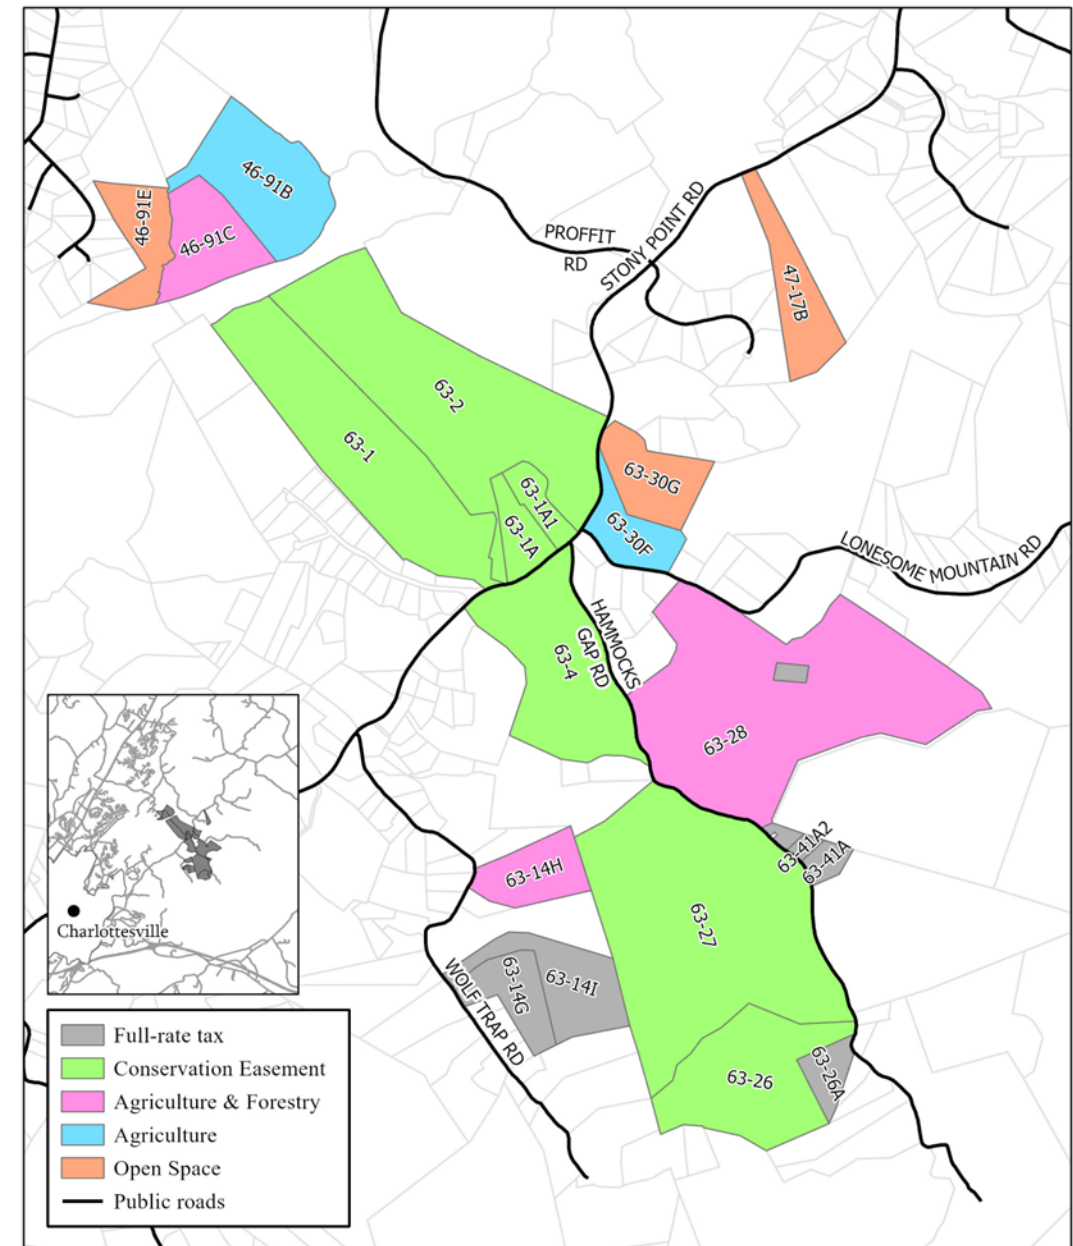 46-91B
46-91E
46-91C
PROFFIT
RD
STONY POINT RD
47-17B
63-2
63-1
63-30G
63-1A1
63-1A
63-30F
LONESOME MOUNTAIN RD
HAMMOCKS
GAP RD
63-4
63-28
63-41A2
63-41A
63-14H
63-27
Charlottesville
63-14G
63-14I
WOLF TRAP RD
63-26
63-26A
Full-rate tax
Conservation Easement
Agriculture & Forestry
Agriculture
Open Space
Public roads